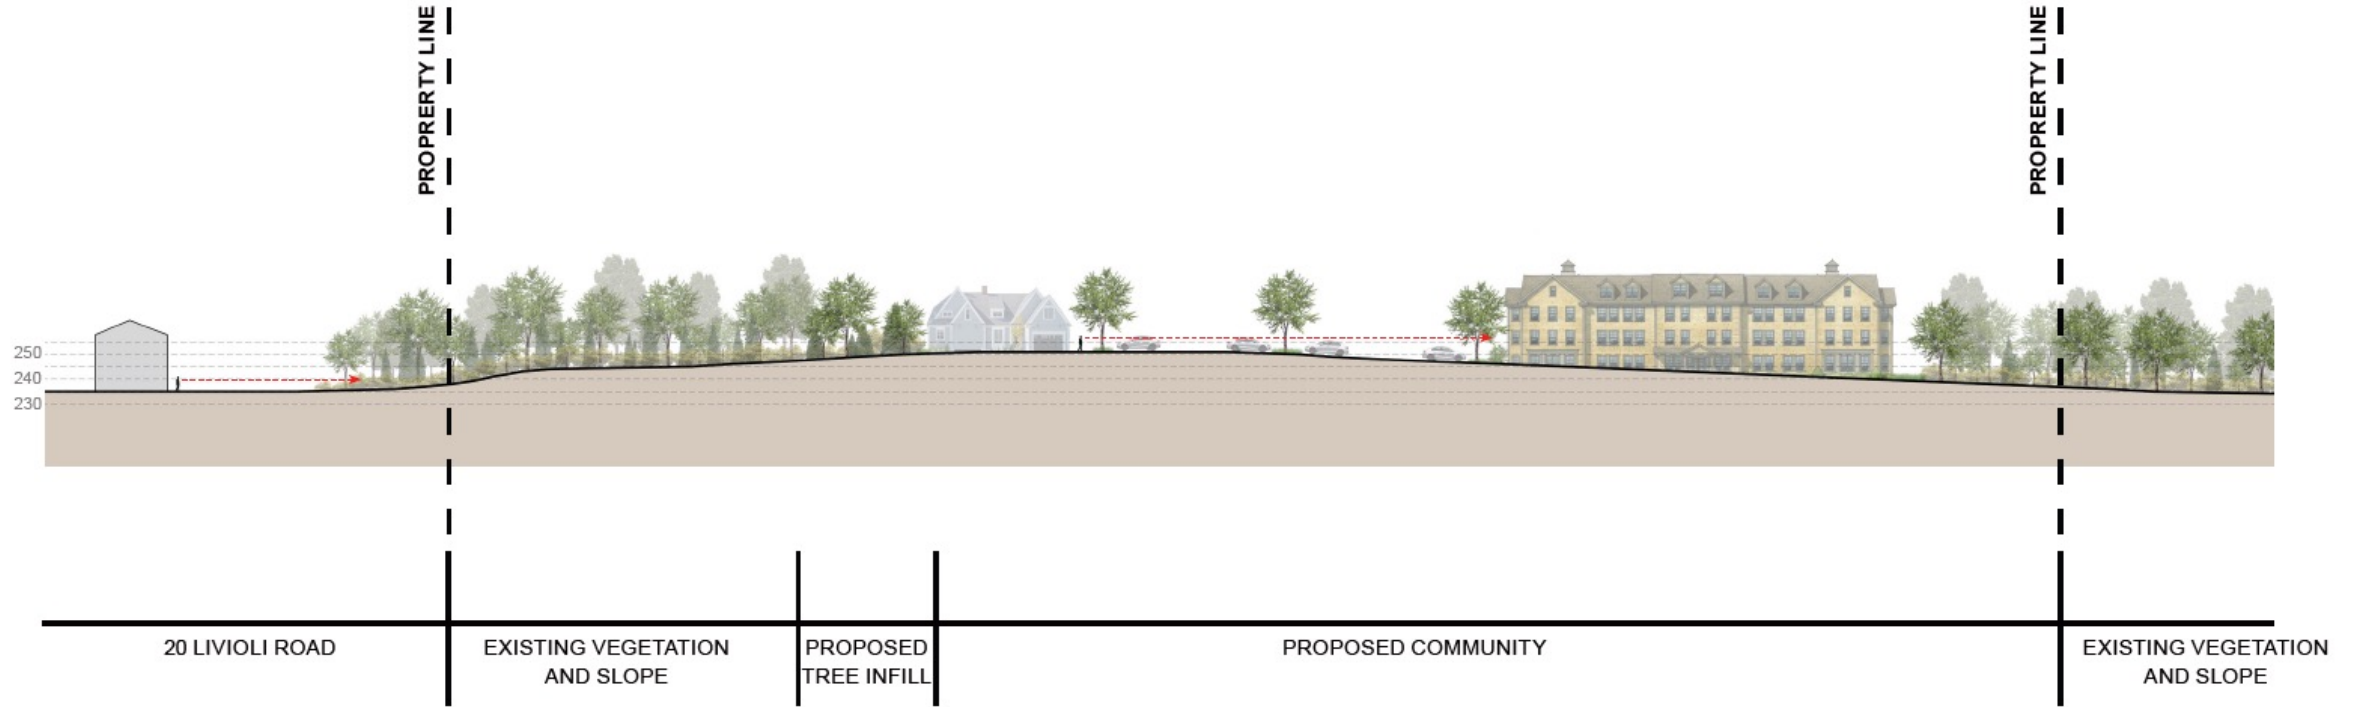 PROPRERTY LINE
PROPRERTY LINE
250
240
230
20 LIVIOLI ROAD
EXISTING VEGETATION
AND SLOPE
PROPOSED
TREE INFILL
PROPOSED COMMUNITY
EXISTING VEGETATION
AND SLOPE